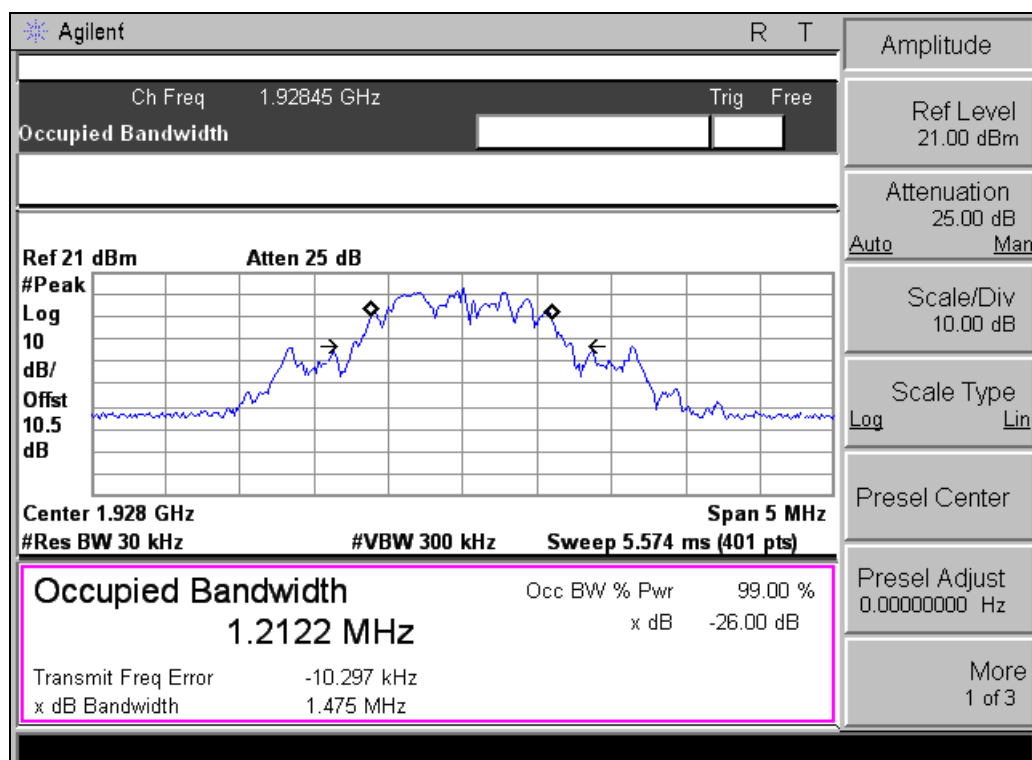 Agilent R T
Ch Freq 1.92845 GHz Trig Free
Occupied Bandwidth
Ref 21 dBm Atten 25 dB
#Peak
Log
10
dB/
Offst
10.5
dB
Center 1.928 GHz Span 5 MHz
#Res BW 30 kHz #VBW 300 kHz Sweep 5.574 ms (401 pts)
Occupied Bandwidth
1.2122 MHz
Occ BW % Pwr 99.00 %
x dB -26.00 dB
Transmit Freq Error -10.297 kHz
x dB Bandwidth 1.475 MHz
Amplitude
Ref Level
21.00 dBm
Attenuation
25.00 dB
Auto Man
Scale/Div
10.00 dB
Scale Type
Log Lin
Presel Center
Presel Adjust
0.00000000 Hz
More
1 of 3